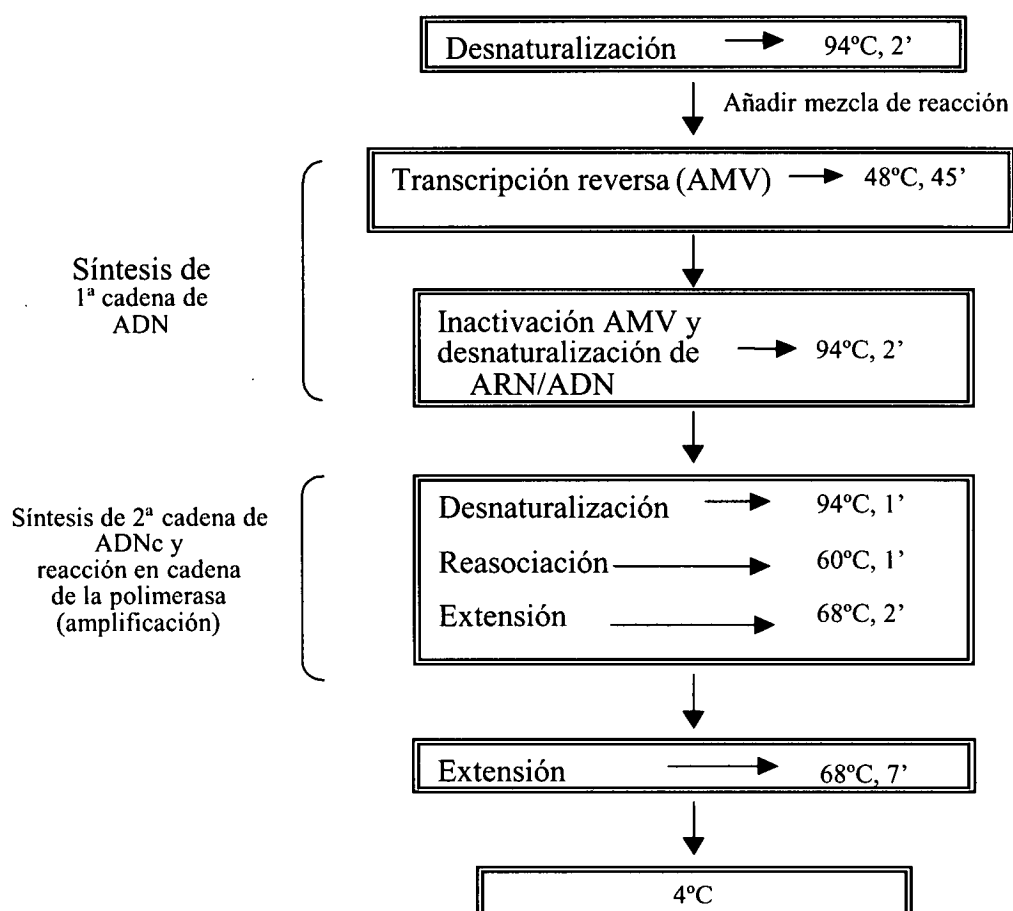 Desnaturalización 94ºC, 2’
Añadir mezcla de reacción
Transcripción reversa (AMV) 48ºC, 45’
Síntesis de
1ª cadena de
ADN
Inactivación AMV y
desnaturalización de 94ºC, 2’
ARN/ADN
Síntesis de 2ª cadena de
ADNc y
reacción en cadena
de la polimerasa
(amplificación)
Desnaturalización 94ºC, 1’
Reasociación 60ºC, 1’
Extensión 68ºC, 2’
Extensión 68ºC, 7’
4ºC